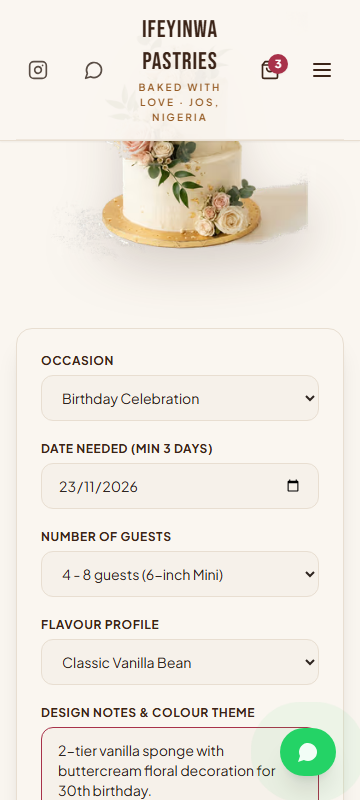 IFEYINWA
PASTRIES
BAKED WITH
LOVE · JOS,
NIGERIA
3
OCCASION
Birthday Celebration
DATE NEEDED (MIN 3 DAYS)
23/11/2026
NUMBER OF GUESTS
4 - 8 guests (6-inch Mini)
FLAVOUR PROFILE
Classic Vanilla Bean
DESIGN NOTES & COLOUR THEME
2-tier vanilla sponge with
buttercream floral decoration for
30th birthday.